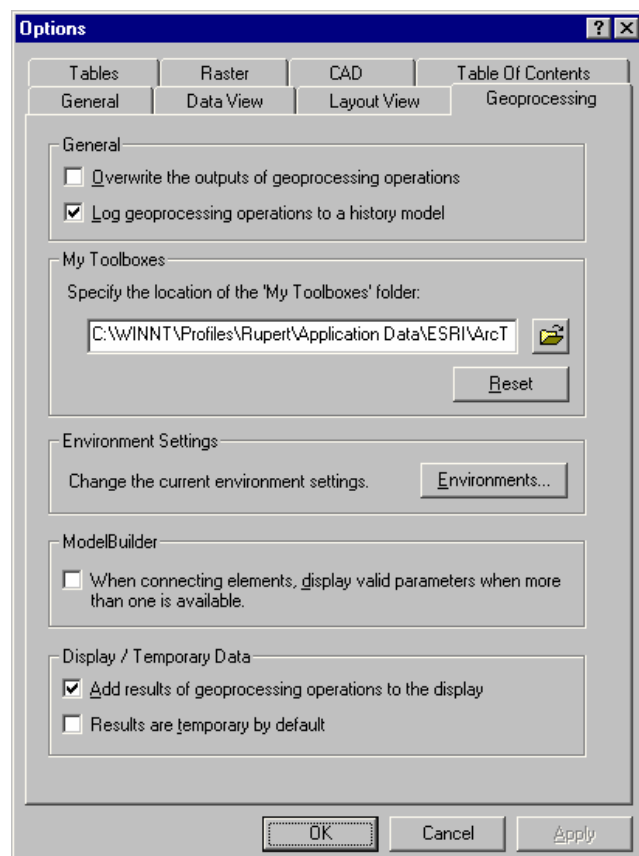 Options
? X
Tables Raster CAD Table Of Contents
General Data View Layout View Geoprocessing
General
Overwrite the outputs of geoprocessing operations
Log geoprocessing operations to a history model
My Toolboxes
Specify the location of the 'My Toolboxes' folder:
C:\WINNT\Profiles\Rupert\Application Data\ESRI\ArcT
Reset
Environment Settings
Change the current environment settings. Environments...
ModelBuilder
When connecting elements, display valid parameters when more
than one is available.
Display / Temporary Data
Add results of geoprocessing operations to the display
Results are temporary by default
OK Cancel Apply